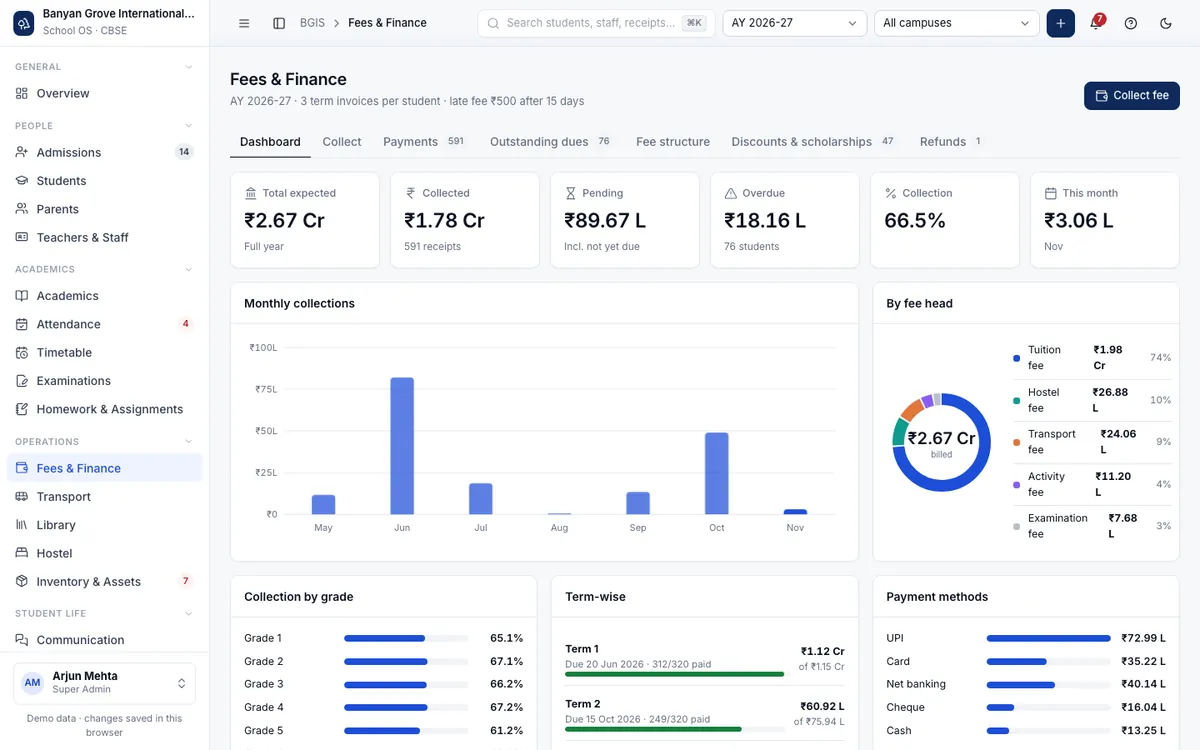 Banyan Grove International...
School OS · CBSE
BGIS
Fees & Finance
Search students, staff, receipts...
⌘K
AY 2026-27
All campuses
+
7
GENERAL
Overview
PEOPLE
Admissions 14
Students
Parents
Teachers & Staff
ACADEMICS
Academics
Attendance 4
Timetable
Examinations
Homework & Assignments
OPERATIONS
Fees & Finance
Transport
Library
Hostel
Inventory & Assets 7
STUDENT LIFE
Communication
AM
Arjun Mehta
Super Admin
Demo data · changes saved in this
browser
Fees & Finance
AY 2026-27 · 3 term invoices per student · late fee ₹500 after 15 days
Collect fee
Dashboard
Collect
Payments 591
Outstanding dues 76
Fee structure
Discounts & scholarships 47
Refunds 1
Total expected
₹2.67 Cr
Full year
Collected
₹1.78 Cr
591 receipts
Pending
₹89.67 L
Incl. not yet due
Overdue
₹18.16 L
76 students
Collection
66.5%
This month
₹3.06 L
Nov
Monthly collections
₹100L
₹75L
₹50L
₹25L
₹0
May Jun Jul Aug Sep Oct Nov
By fee head
₹2.67 Cr
billed
Tuition fee ₹1.98 Cr 74%
Hostel fee ₹26.88 L 10%
Transport fee ₹24.06 L 9%
Activity fee ₹11.20 L 4%
Examination fee ₹7.68 L 3%
Collection by grade
Grade 1 65.1%
Grade 2 67.1%
Grade 3 66.2%
Grade 4 67.2%
Grade 5 61.2%
Term-wise
Term 1 ₹1.12 Cr
Due 20 Jun 2026 · 312/320 paid of ₹1.15 Cr
Term 2 ₹60.92 L
Due 15 Oct 2026 · 249/320 paid of ₹75.94 L
Payment methods
UPI ₹72.99 L
Card ₹35.22 L
Net banking ₹40.14 L
Cheque ₹16.04 L
Cash ₹13.25 L